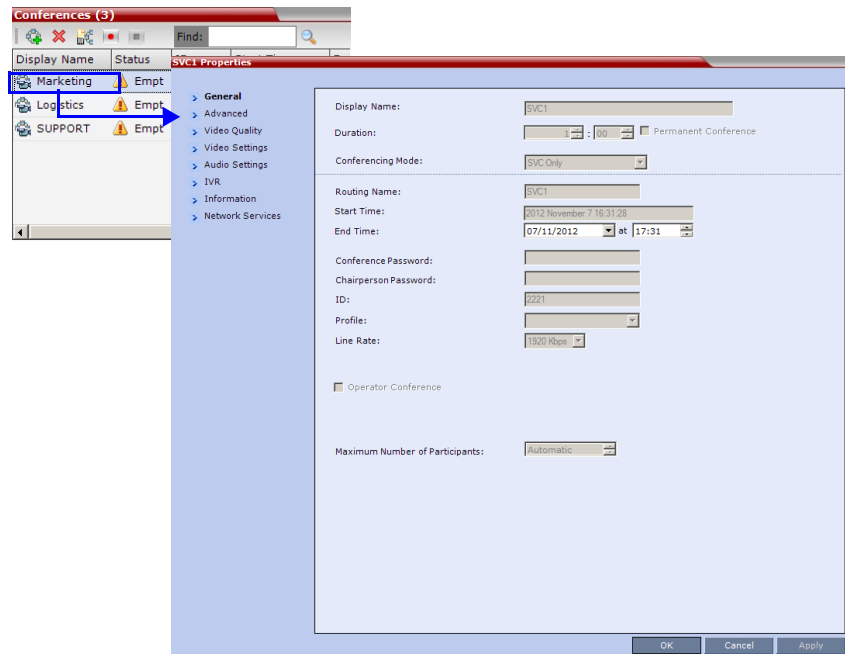 Conferences (3)
Find:
Display Name Status
Marketing Empt
Logistics Empt
SUPPORT Empt
SVC1 Properties
General
Advanced
Video Quality
Video Settings
Audio Settings
IVR
Information
Network Services
Display Name: SVC1
Duration: 1 : 00 Permanent Conference
Conferencing Mode: SVC Only
Routing Name: SVC1
Start Time: 2012 November 7 16:31:28
End Time: 07/11/2012 at 17:31
Conference Password:
Chairperson Password:
ID: 2221
Profile:
Line Rate: 1920 Kbps
Operator Conference
Maximum Number of Participants: Automatic
OK Cancel Apply